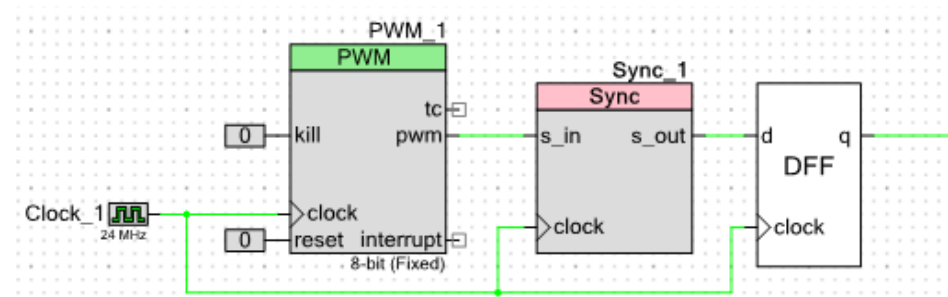 PWM_1
PWM
Sync_1
Sync
tc
0 kill pwm s_in s_out d q
DFF
Clock_1 clock clock clock
24 MHz
0 reset interrupt
8-bit (Fixed)